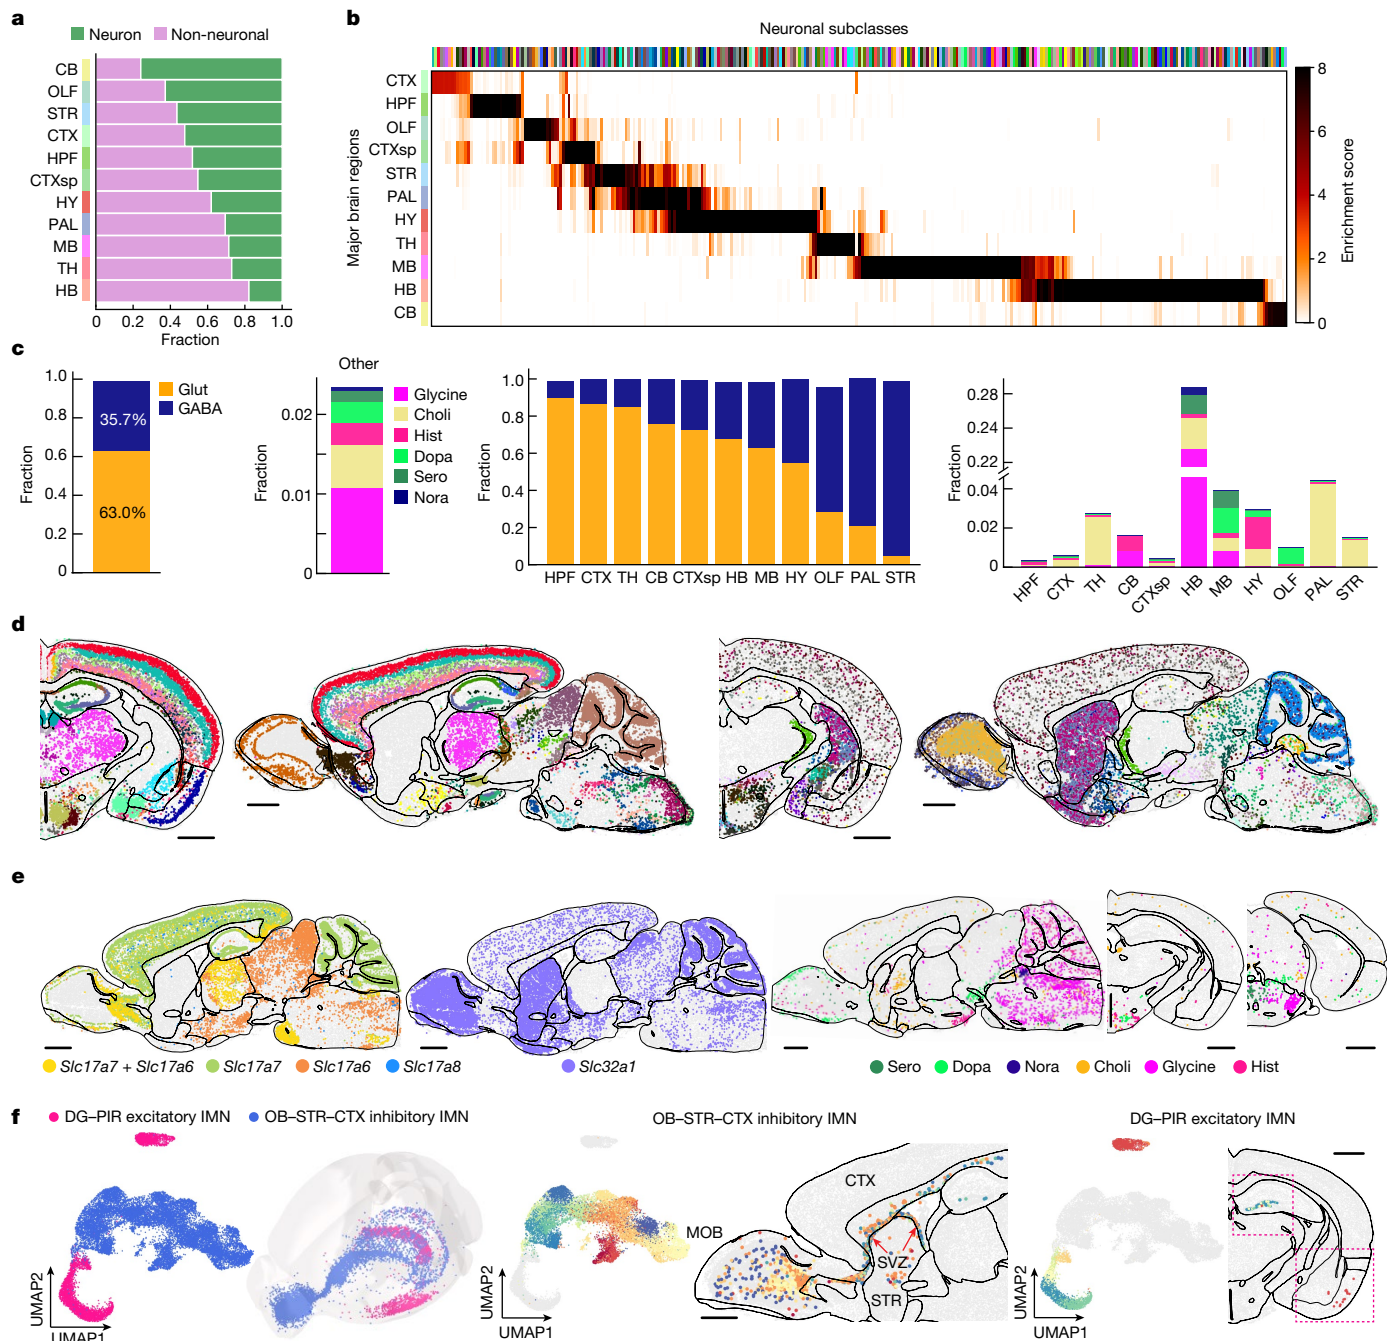 a
Neuron Non-neuronal
CB
OLF
STR
CTX
HPF
CTXsp
HY
PAL
MB
TH
HB
0 0.2 0.4 0.6 0.8 1.0
Fraction
b
Neuronal subclasses
Major brain regions
CTX
HPF
OLF
CTXsp
STR
PAL
HY
TH
MB
HB
CB
8
6
4
2
0
Enrichment score
c
Fraction
1.0
0.8
0.6
0.4
0.2
0
35.7%
63.0%
Glut
GABA
Other
Fraction
0.02
0.01
0
Glycine
Choli
Hist
Dopa
Sero
Nora
Fraction
1.0
0.8
0.6
0.4
0.2
0
HPF CTX TH CB CTXsp HB MB HY OLF PAL STR
Fraction
0.28
0.24
0.22
0.04
0.02
0
HPF CTX TH CB CTXsp HB MB HY OLF PAL STR
d
e
Slc17a7 + Slc17a6 Slc17a7 Slc17a6 Slc17a8 Slc32a1
Sero Dopa Nora Choli Glycine Hist
f
DG–PIR excitatory IMN OB–STR–CTX inhibitory IMN
UMAP2
UMAP1
OB–STR–CTX inhibitory IMN
UMAP2
UMAP1
MOB
CTX
SVZ
STR
DG–PIR excitatory IMN
UMAP2
UMAP1